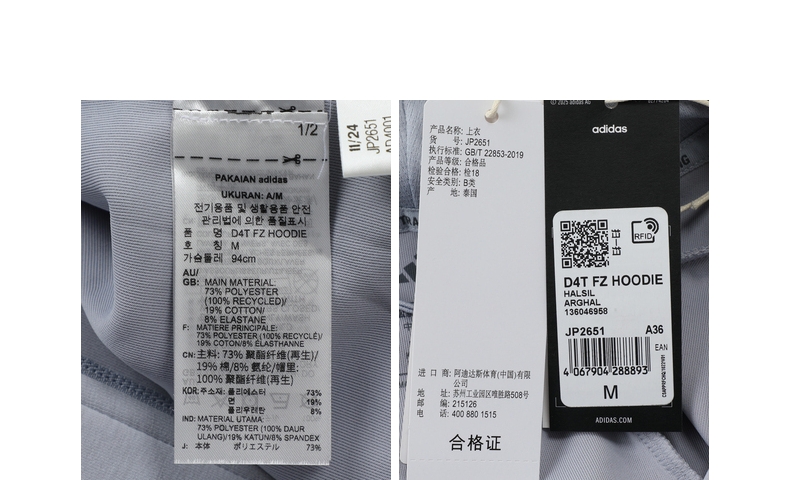 1/2
PAKAIAN adidas
UKURAN: A/M
전기용품 및 생활용품 안전
관리법에 의한 품질표시
품 명 D4T FZ HOODIE
호 칭 M
가슴둘레 94cm
AU/
GB: MAIN MATERIAL:
73% POLYESTER
(100% RECYCLED)/
19% COTTON/
8% ELASTANE
F: MATIERE PRINCIPALE:
73% POLYESTER (100% RECYCLÉ)/
19% COTON/8% ELASTHANNE
CN: 主料: 73% 聚酯纤维(再生)/
19% 棉/8% 氨纶/帽里:
100% 聚酯纤维(再生)
KOR: 주소재: 폴리에스터 73%
면 19%
폴리우레탄 8%
IND: MATERIAL UTAMA:
73% POLYESTER (100% DAUR
ULANG)/19% KATUN/8% SPANDEX
J: 本体 ポリエステル 73%
11/24
JP2651
产品名称: 上衣
货 号: JP2651
执行标准: GB/T 22853-2019
产品等级: 合格品
检验合格: 检18
安全类别: B类
产 地: 泰国
进 口 商: 阿迪达斯体育(中国)有限
公司
地 址: 苏州工业园区唯胜路508号
邮 编: 215126
电 话: 400 880 1515
合格证
adidas
RFID
D4T FZ HOODIE
HALSIL
ARGHAL
136046958
JP2651 A36
EAN
4 067904 288893
M
ADIDAS.COM